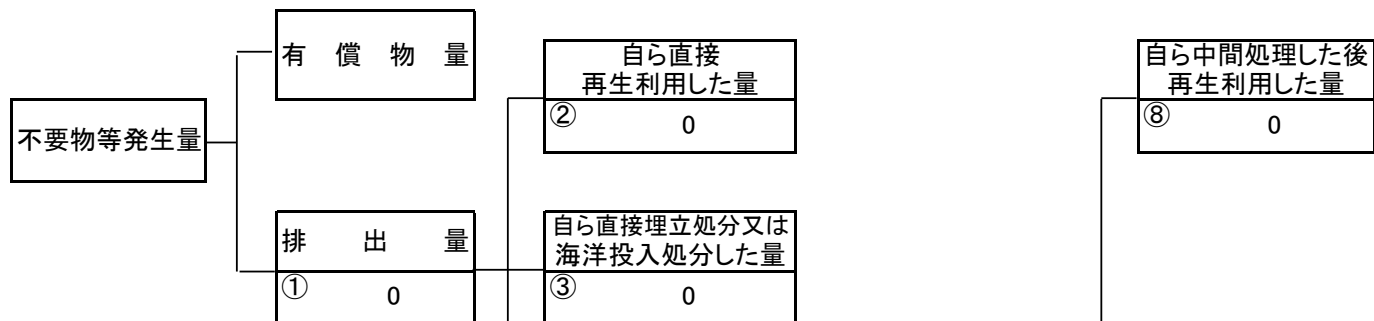 有償物量
自ら直接
再生利用した量
② 0
自ら中間処理した後
再生利用した量
⑧ 0
不要物等発生量
排出量
① 0
自ら直接埋立処分又は
海洋投入処分した量
③ 0